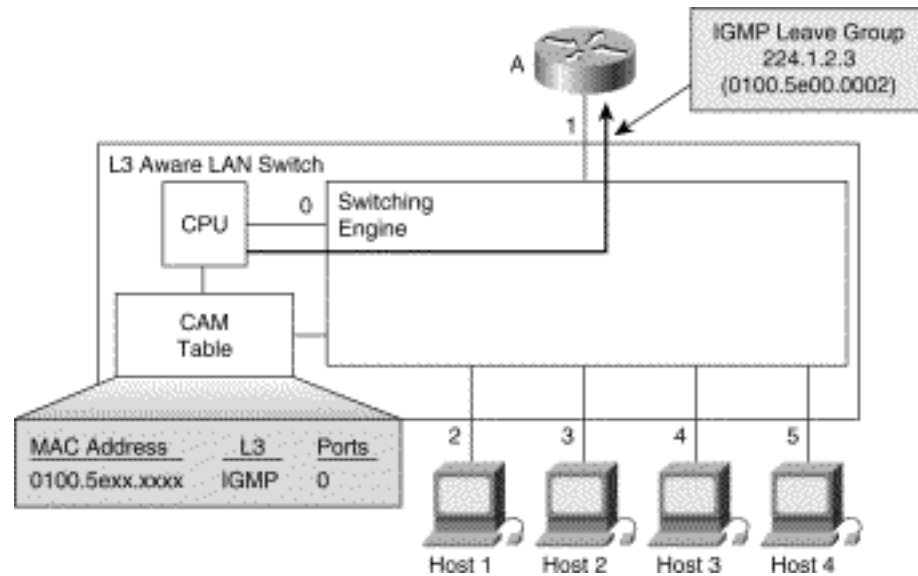 IGMP Leave Group
224.1.2.3
(0100.5e00.0002)
A
1
L3 Aware LAN Switch
CPU
0
Switching
Engine
CAM
Table
2
3
4
5
MAC Address L3 Ports
0100.5exx.xxxx IGMP 0
Host 1
Host 2
Host 3
Host 4